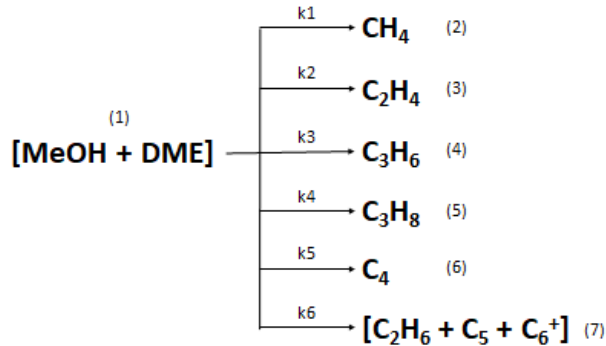 k1
CH₄ (2)
k2
C₂H₄ (3)
(1)
[MeOH + DME]
k3
C₃H₆ (4)
k4
C₃H₈ (5)
k5
C₄ (6)
k6
[C₂H₆ + C₅ + C₆⁺] (7)